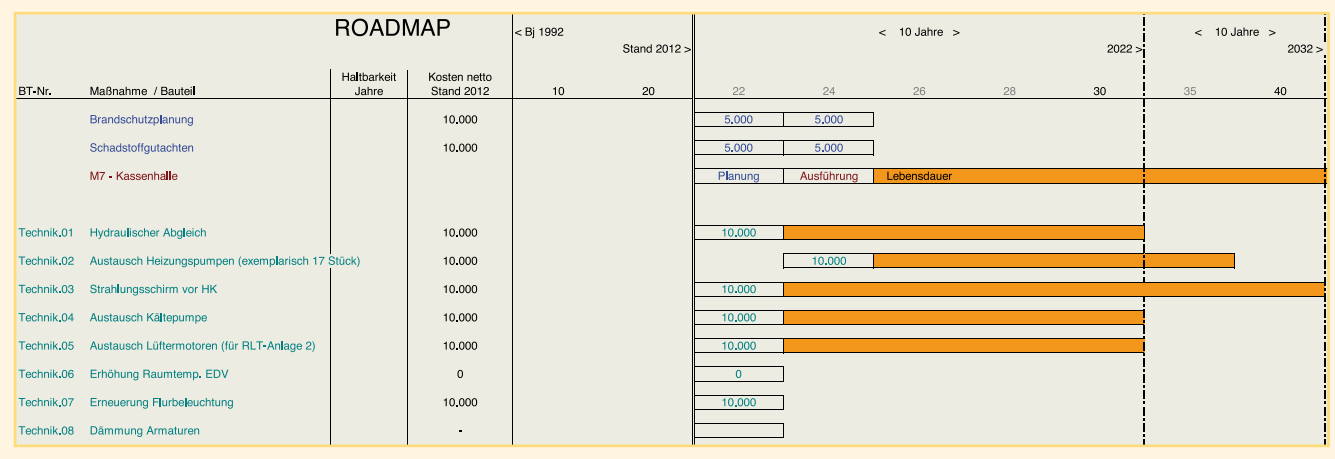 ROADMAP < Bj 1992 < 10 Jahre > < 10 Jahre >
Stand 2012 > 2022 > 2032 >
Haltbarkeit Kosten netto
BT-Nr. Maßnahme / Bauteil Jahre Stand 2012 10 20 22 24 26 28 30 35 40
Brandschutzplanung 10.000 5.000 5.000
Schadstoffgutachten 10.000 5.000 5.000
M7 - Kassenhalle Planung Ausführung Lebensdauer
Technik.01 Hydraulischer Abgleich 10.000 10.000
Technik.02 Austausch Heizungspumpen (exemplarisch 17 Stück) 10.000 10.000
Technik.03 Strahlungsschirm vor HK 10.000 10.000
Technik.04 Austausch Kältepumpe 10.000 10.000
Technik.05 Austausch Lüftermotoren (für RLT-Anlage 2) 10.000 10.000
Technik.06 Erhöhung Raumtemp. EDV 0 0
Technik.07 Erneuerung Flurbeleuchtung 10.000 10.000
Technik.08 Dämmung Armaturen -